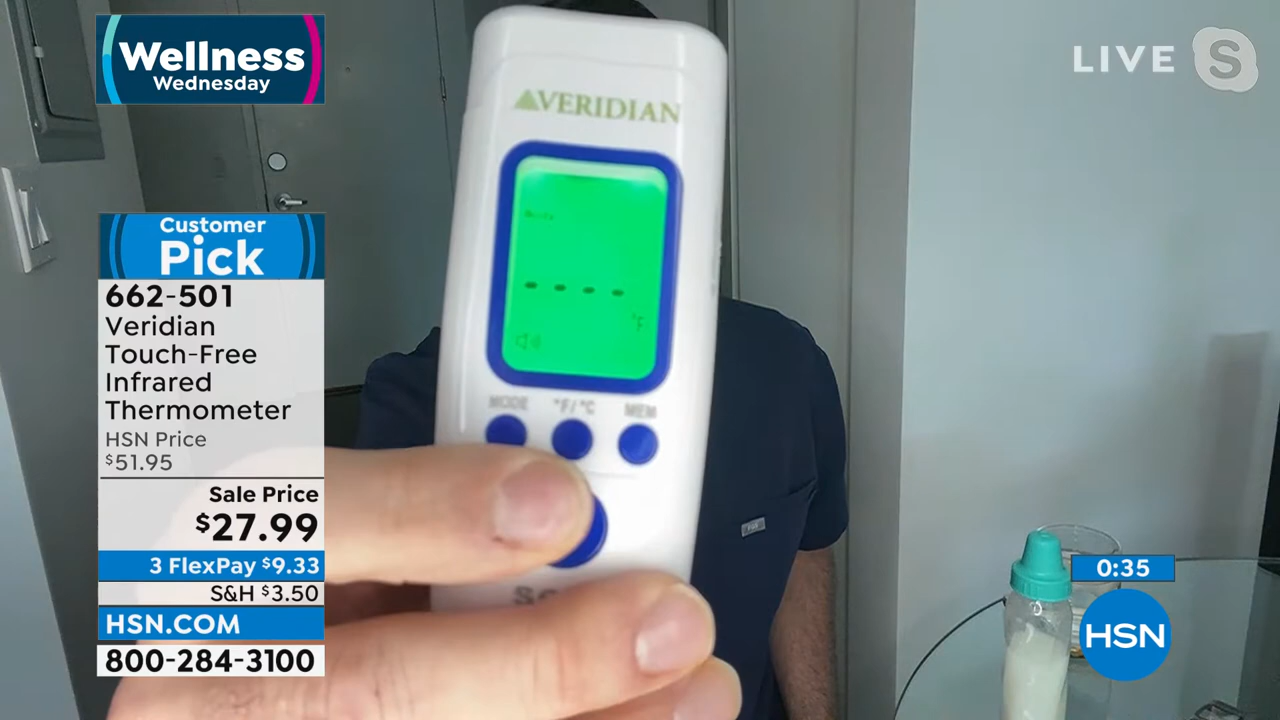 Wellness
Wednesday
LIVE S
Customer
Pick
662-501
Veridian
Touch-Free
Infrared
Thermometer
HSN Price
$51.95
Sale Price
$27.99
3 FlexPay $9.33
S&H $3.50
HSN.COM
800-284-3100
VERIDIAN
- - - -
°F
MODE °F/°C MEM
0:35
HSN